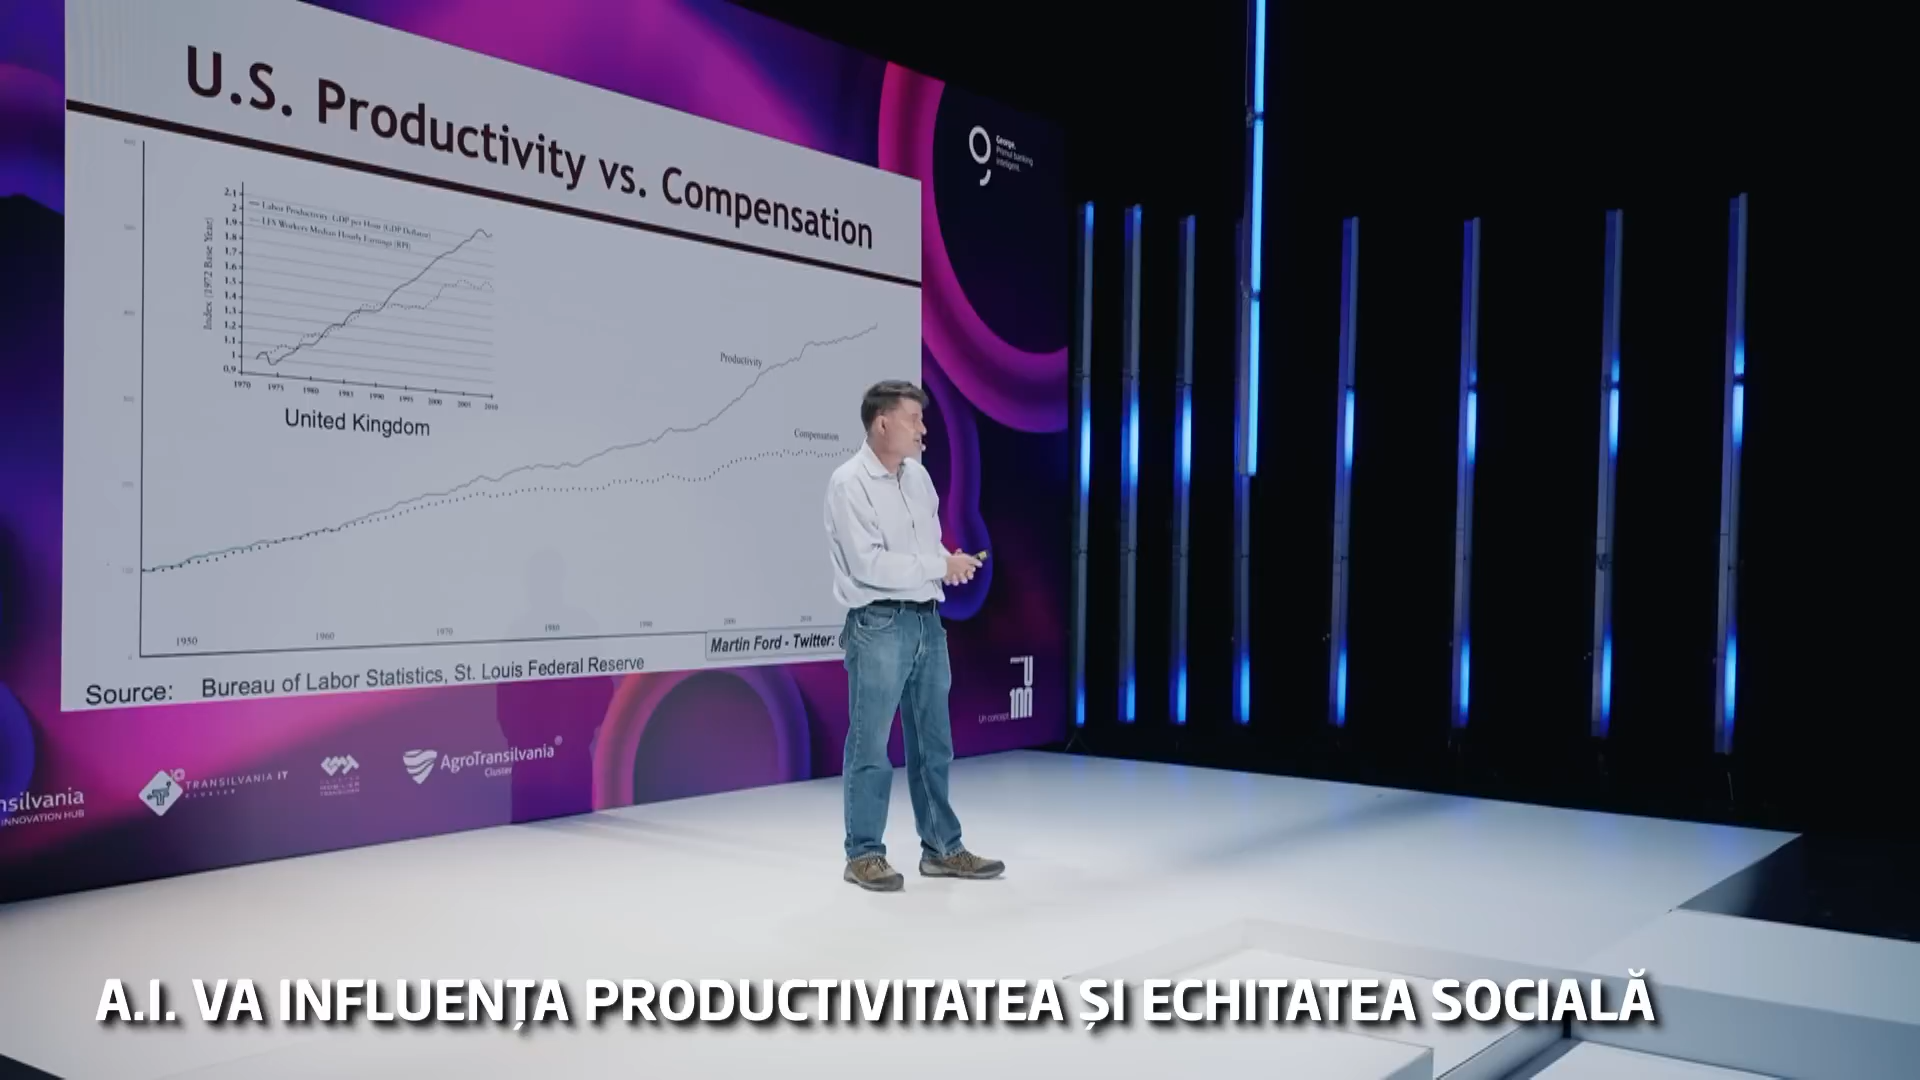 U.S. Productivity vs. Compensation
Labor Productivity: GDP per Hour (GDP Deflator)
LFS Workers Median Hourly Earnings (RPI)
Index (1972 Base Year)
2.1
2
1.9
1.8
1.7
1.6
1.5
1.4
1.3
1.2
1.1
1
0.9
1970 1975 1980 1985 1990 1995 2000 2005 2010
United Kingdom
Productivity
Compensation
1950 1960 1970 1980 1990 2000 2010
Martin Ford - Twitter:
Source: Bureau of Labor Statistics, St. Louis Federal Reserve
George.
Primul banking
inteligent.
Un concept
nsilvania
INNOVATION HUB
TRANSILVANIA IT
CLUSTER
AgroTransilvania
Cluster
A.I. VA INFLUENȚA PRODUCTIVITATEA ȘI ECHITATEA SOCIALĂ